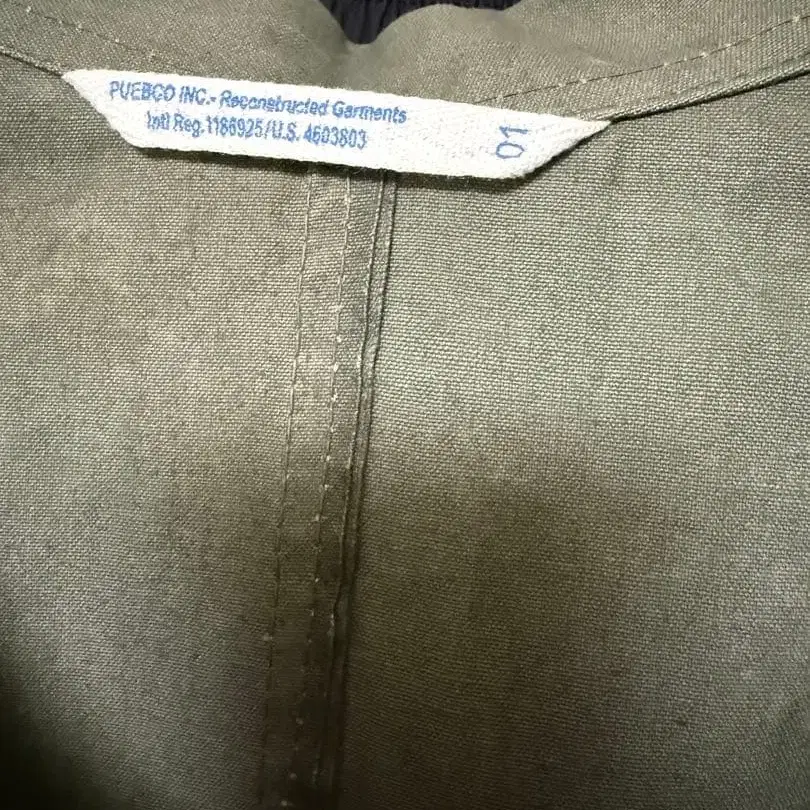 PUEBCO INC.- Reconstructed Garments
Intl Reg.1186925/U.S. 4603803
01